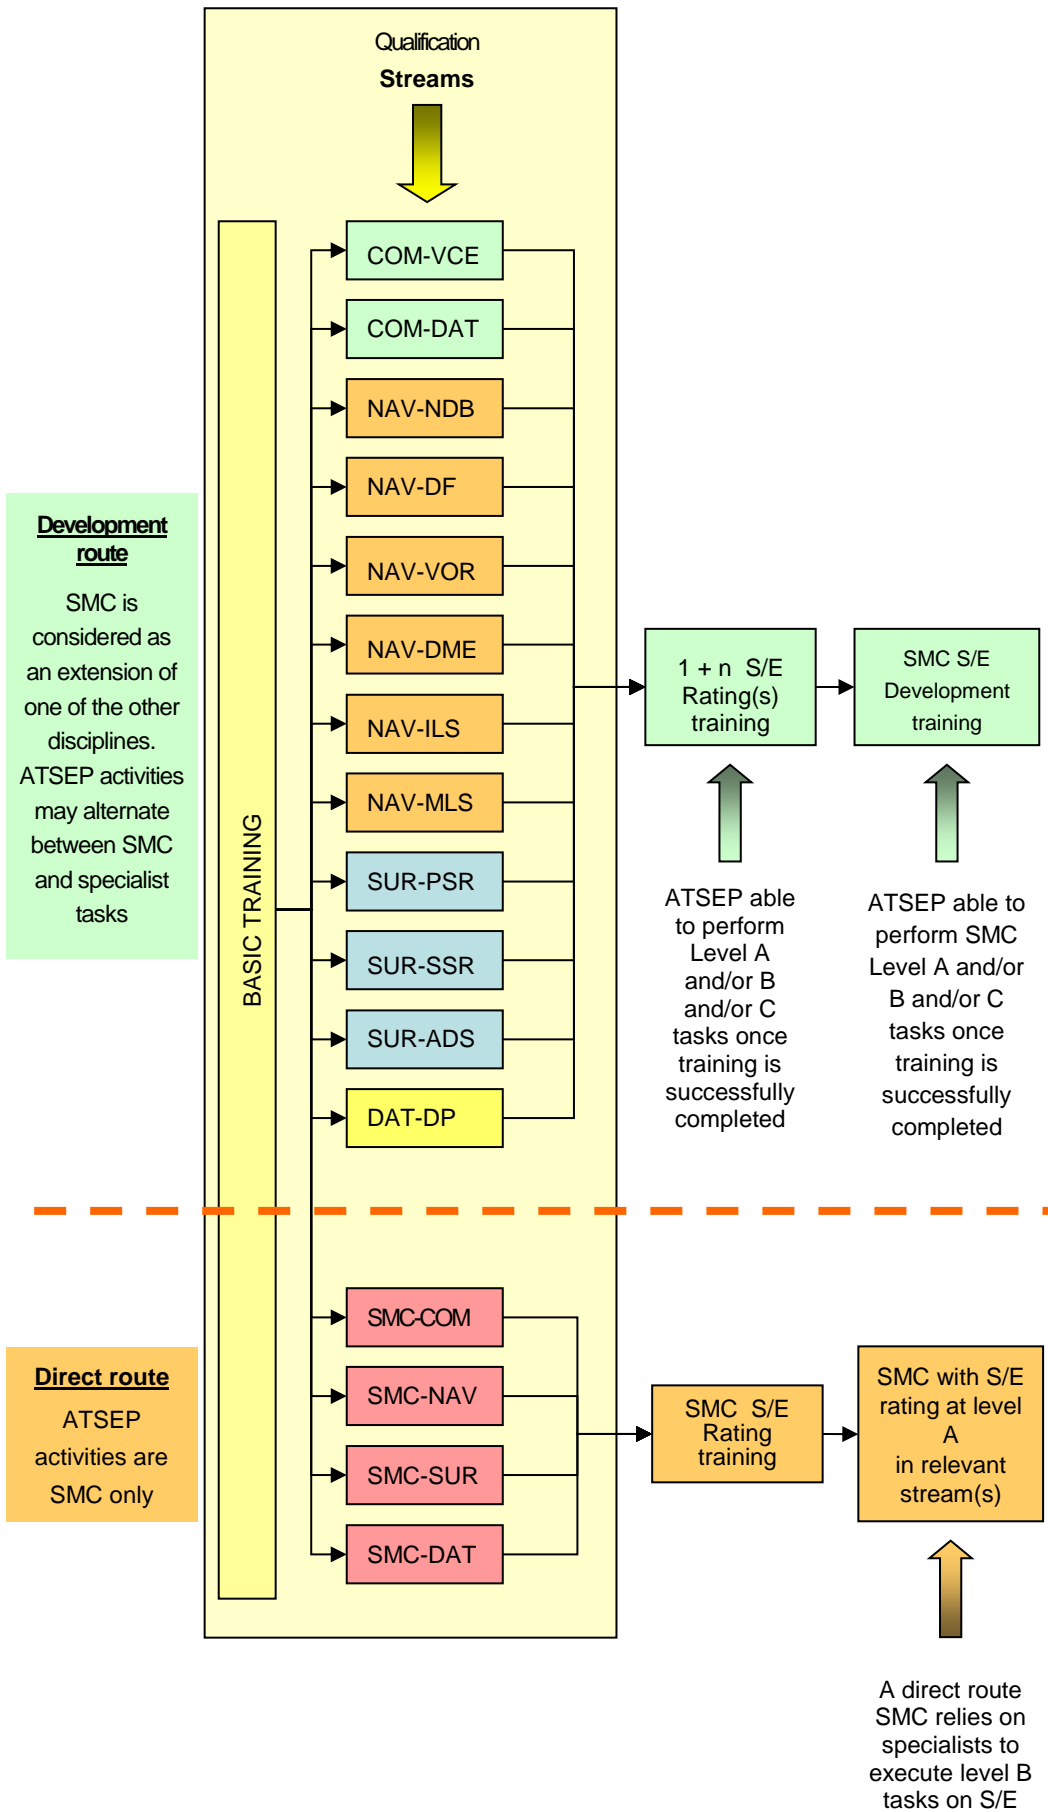 Qualification
Streams
BASIC TRAINING
COM-VCE
COM-DAT
NAV-NDB
NAV-DF
NAV-VOR
NAV-DME
NAV-ILS
NAV-MLS
SUR-PSR
SUR-SSR
SUR-ADS
DAT-DP
Development
route
SMC is
considered as
an extension of
one of the other
disciplines.
ATSEP activities
may alternate
between SMC
and specialist
tasks
1 + n S/E
Rating(s)
training
SMC S/E
Development
training
ATSEP able
to perform
Level A
and/or B
and/or C
tasks once
training is
successfully
completed
ATSEP able to
perform SMC
Level A and/or
B and/or C
tasks once
training is
successfully
completed
SMC-COM
SMC-NAV
SMC-SUR
SMC-DAT
Direct route
ATSEP
activities are
SMC only
SMC S/E
Rating
training
SMC with S/E
rating at level
A
in relevant
stream(s)
A direct route
SMC relies on
specialists to
execute level B
tasks on S/E